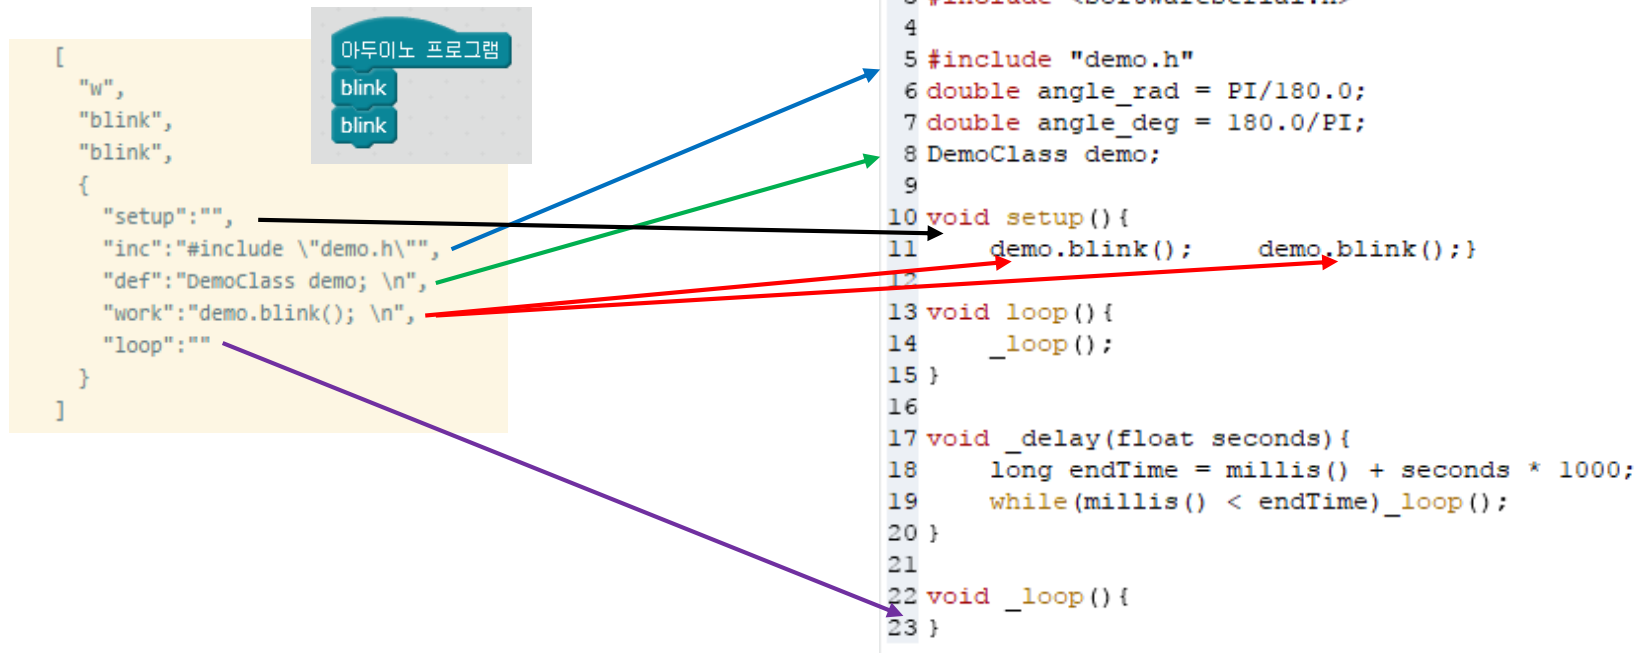 [
"w",
"blink",
"blink",
{
"setup":"",
"inc":"#include \"demo.h\"",
"def":"DemoClass demo; \n",
"work":"demo.blink(); \n",
"loop":""
}
]
아두이노 프로그램
blink
blink
3 #include <SoftwareSerial.h>
4
5 #include "demo.h"
6 double angle_rad = PI/180.0;
7 double angle_deg = 180.0/PI;
8 DemoClass demo;
9
10 void setup(){
11 demo.blink(); demo.blink();}
12
13 void loop(){
14 _loop();
15 }
16
17 void _delay(float seconds){
18 long endTime = millis() + seconds * 1000;
19 while(millis() < endTime)_loop();
20 }
21
22 void _loop(){
23 }